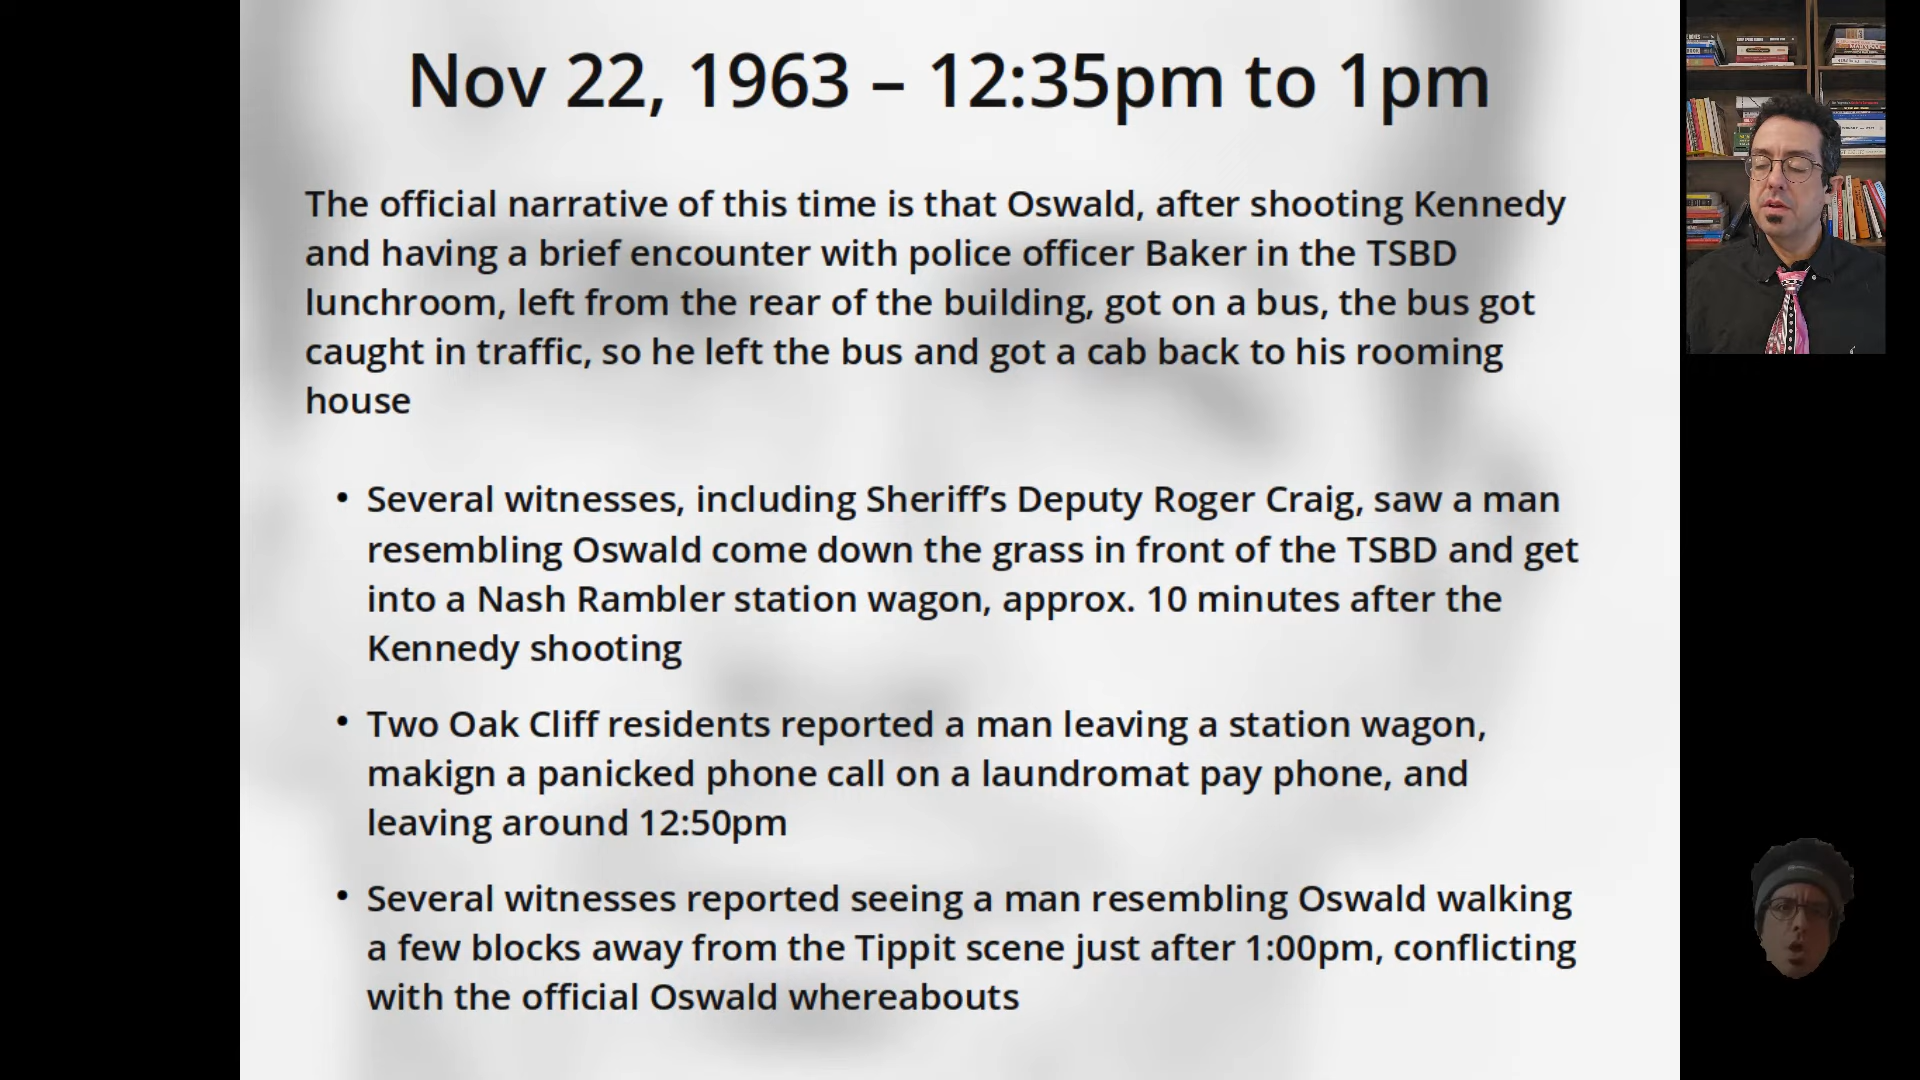 Nov 22, 1963 – 12:35pm to 1pm
The official narrative of this time is that Oswald, after shooting Kennedy
and having a brief encounter with police officer Baker in the TSBD
lunchroom, left from the rear of the building, got on a bus, the bus got
caught in traffic, so he left the bus and got a cab back to his rooming
house
• Several witnesses, including Sheriff’s Deputy Roger Craig, saw a man
resembling Oswald come down the grass in front of the TSBD and get
into a Nash Rambler station wagon, approx. 10 minutes after the
Kennedy shooting
• Two Oak Cliff residents reported a man leaving a station wagon,
makign a panicked phone call on a laundromat pay phone, and
leaving around 12:50pm
• Several witnesses reported seeing a man resembling Oswald walking
a few blocks away from the Tippit scene just after 1:00pm, conflicting
with the official Oswald whereabouts